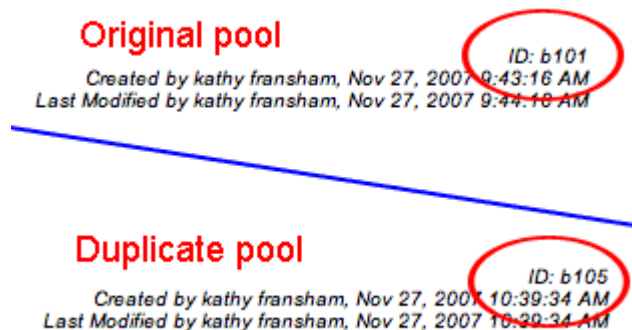 Original pool
ID: b101
Created by kathy fransham, Nov 27, 2007 9:43:16 AM
Last Modified by kathy fransham, Nov 27, 2007 9:44:18 AM
Duplicate pool
ID: b105
Created by kathy fransham, Nov 27, 2007 10:39:34 AM
Last Modified by kathy fransham, Nov 27, 2007 10:39:34 AM